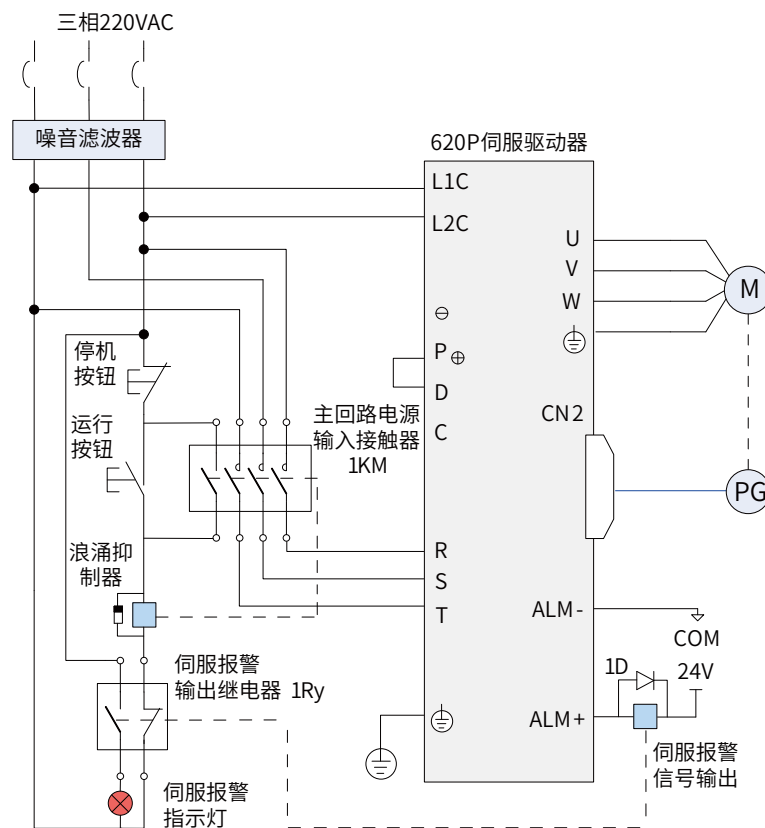 三相220VAC
噪音滤波器
620P伺服驱动器
L1C
L2C
U
V
W
M
⊖
P⊕
D
C
停机
按钮
运行
按钮
主回路电源
输入接触器
1KM
CN2
PG
浪涌抑
制器
R
S
T
ALM-
COM
1D
24V
ALM+
伺服报警
输出继电器 1Ry
伺服报警
信号输出
伺服报警
指示灯